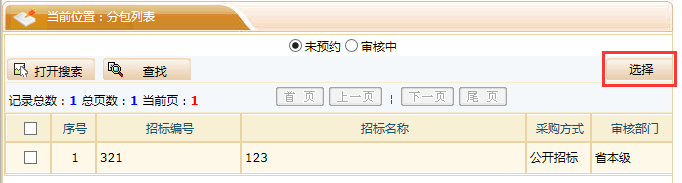 当前位置：分包列表
未预约 审核中
打开搜索 查找 选择
记录总数：1 总页数：1 当前页：1 首 页 上一页 ¦ 下一页 尾 页
序号 招标编号 招标名称 采购方式 审核部门
1 321 123 公开招标 省本级